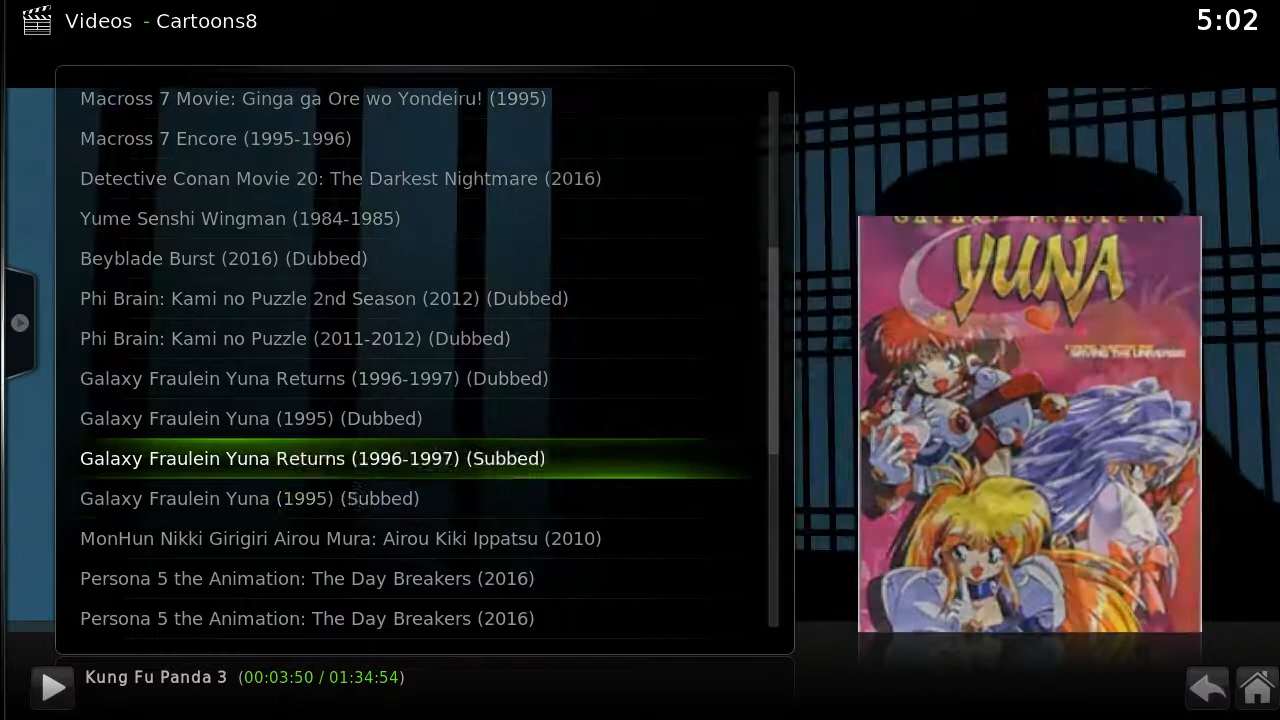 Videos - Cartoons8
5:02
Macross 7 Movie: Ginga ga Ore wo Yondeiru! (1995)
Macross 7 Encore (1995-1996)
Detective Conan Movie 20: The Darkest Nightmare (2016)
Yume Senshi Wingman (1984-1985)
Beyblade Burst (2016) (Dubbed)
Phi Brain: Kami no Puzzle 2nd Season (2012) (Dubbed)
Phi Brain: Kami no Puzzle (2011-2012) (Dubbed)
Galaxy Fraulein Yuna Returns (1996-1997) (Dubbed)
Galaxy Fraulein Yuna (1995) (Dubbed)
Galaxy Fraulein Yuna Returns (1996-1997) (Subbed)
Galaxy Fraulein Yuna (1995) (Subbed)
MonHun Nikki Girigiri Airou Mura: Airou Kiki Ippatsu (2010)
Persona 5 the Animation: The Day Breakers (2016)
Persona 5 the Animation: The Day Breakers (2016)
GALAXY FRAULEIN
YUNA
SAVING THE UNIVERSE!
Kung Fu Panda 3 (00:03:50 / 01:34:54)